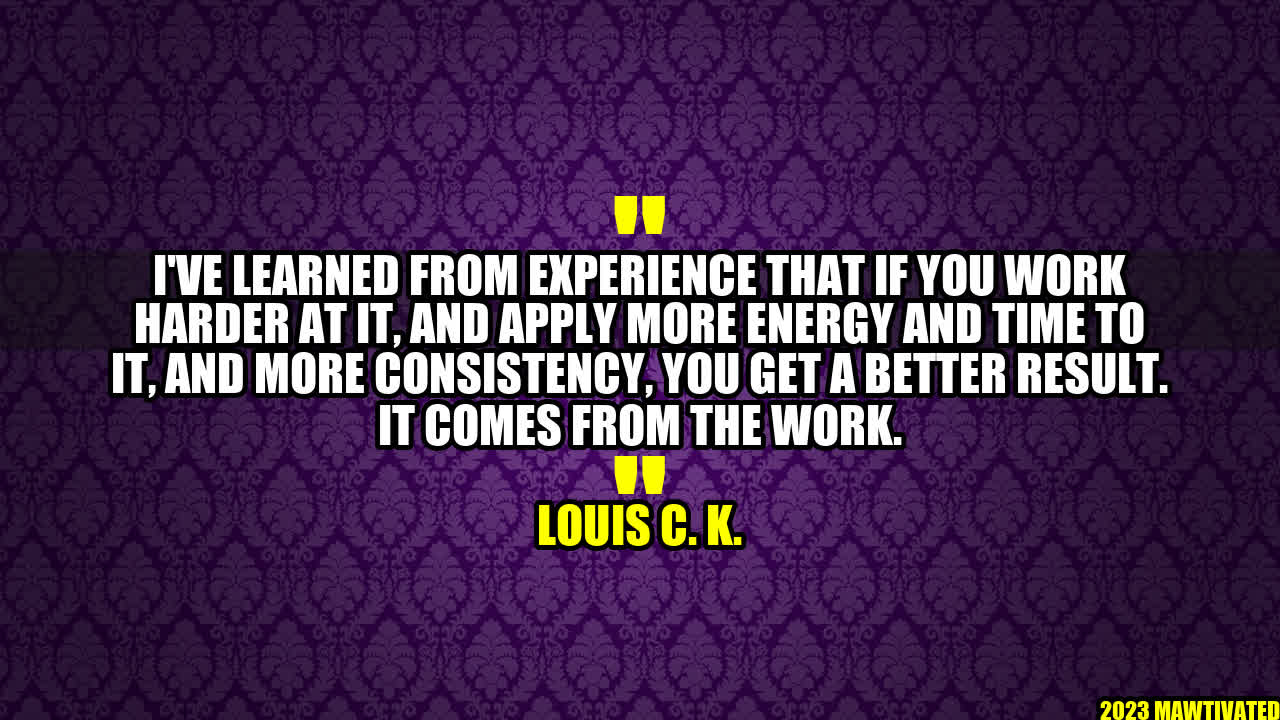 "
I'VE LEARNED FROM EXPERIENCE THAT IF YOU WORK
HARDER AT IT, AND APPLY MORE ENERGY AND TIME TO
IT, AND MORE CONSISTENCY, YOU GET A BETTER RESULT.
IT COMES FROM THE WORK.
"
LOUIS C. K.
2023 MAWTIVATED